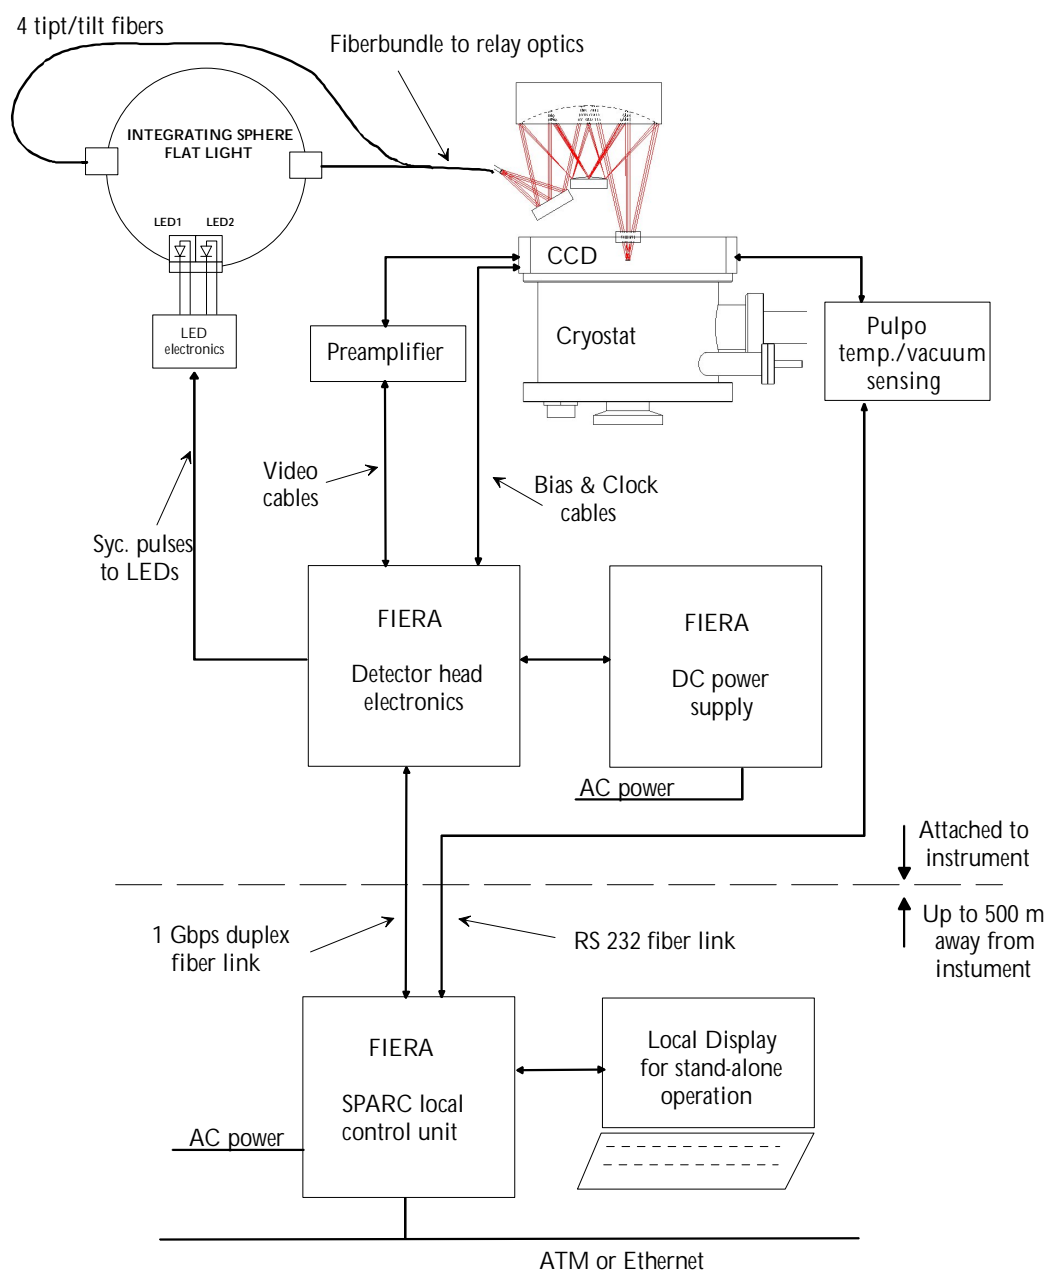 4 tipt/tilt fibers
Fiberbundle to relay optics
INTEGRATING SPHERE
FLAT LIGHT
LED1
LED2
LED
electronics
Preamplifier
CCD
Cryostat
Pulpo
temp./vacuum
sensing
Video
cables
Bias & Clock
cables
Syc. pulses
to LEDs
FIERA
Detector head
electronics
FIERA
DC power
supply
AC power
Attached to
instrument
Up to 500 m
away from
instument
1 Gbps duplex
fiber link
RS 232 fiber link
FIERA
SPARC local
control unit
Local Display
for stand-alone
operation
AC power
ATM or Ethernet